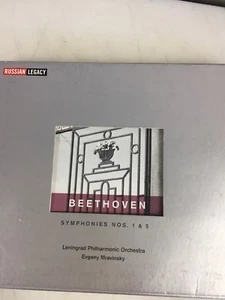 RUSSIAN LEGACY
BEETHOVEN
SYMPHONIES NOS. 1 & 5
Leningrad Philharmonic Orchestra
Evgeny Mravinsky